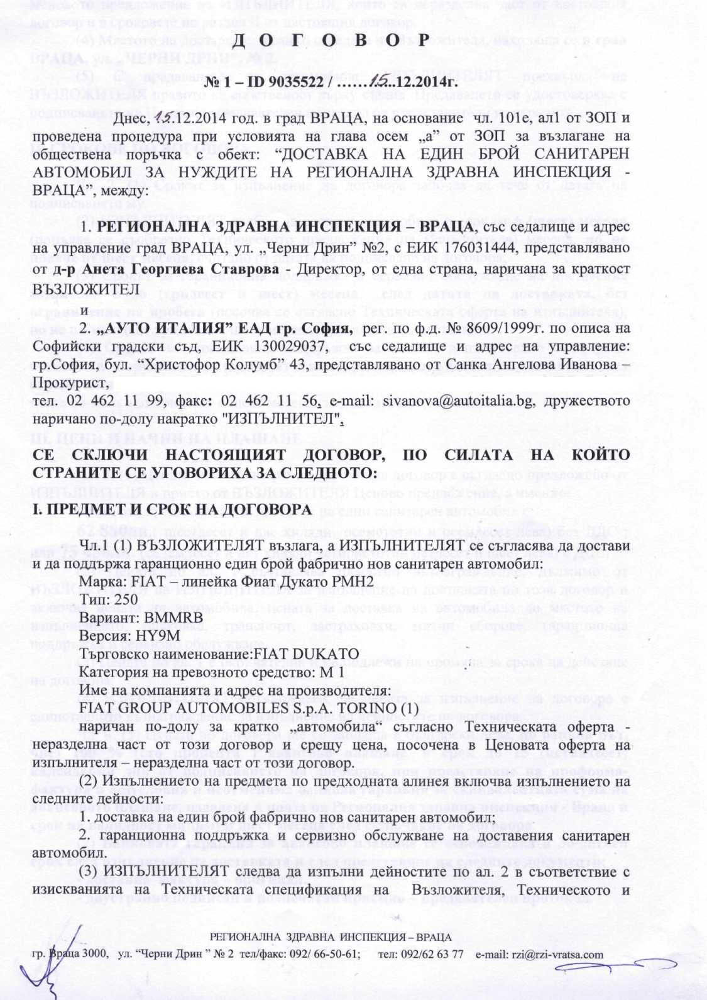 Д О Г О В О Р
№ 1 – ID 9035522 / ……15...12.2014г.
Днес, 15.12.2014 год. в град ВРАЦА, на основание чл. 101е, ал1 от ЗОП и
проведена процедура при условията на глава осем „а” от ЗОП за възлагане на
обществена поръчка с обект: “ДОСТАВКА НА ЕДИН БРОЙ САНИТАРЕН
АВТОМОБИЛ ЗА НУЖДИТЕ НА РЕГИОНАЛНА ЗДРАВНА ИНСПЕКЦИЯ -
ВРАЦА”, между:
1. РЕГИОНАЛНА ЗДРАВНА ИНСПЕКЦИЯ – ВРАЦА, със седалище и адрес
на управление град ВРАЦА, ул. „Черни Дрин” №2, с ЕИК 176031444, представлявано
от д-р Анета Георгиева Ставрова - Директор, от една страна, наричана за краткост
ВЪЗЛОЖИТЕЛ
и
2. „АУТО ИТАЛИЯ” ЕАД гр. София, рег. по ф.д. № 8609/1999г. по описа на
Софийски градски съд, ЕИК 130029037, със седалище и адрес на управление:
гр.София, бул. “Христофор Колумб” 43, представлявано от Санка Ангелова Иванова –
Прокурист,
тел. 02 462 11 99, факс: 02 462 11 56, e-mail: sivanova@autoitalia.bg, дружеството
наричано по-долу накратко "ИЗПЪЛНИТЕЛ",
СЕ СКЛЮЧИ НАСТОЯЩИЯТ ДОГОВОР, ПО СИЛАТА НА КОЙТО
СТРАНИТЕ СЕ УГОВОРИХА ЗА СЛЕДНОТО:
I. ПРЕДМЕТ И СРОК НА ДОГОВОРА
Чл.1 (1) ВЪЗЛОЖИТЕЛЯТ възлага, а ИЗПЪЛНИТЕЛЯТ се съгласява да достави
и да поддържа гаранционно един брой фабрично нов санитарен автомобил:
Марка: FIAT – линейка Фиат Дукато РМН2
Тип: 250
Вариант: BMMRB
Версия: HY9M
Търговско наименование:FIAT DUKATO
Категория на превозното средство: М 1
Име на компанията и адрес на производителя:
FIAT GROUP AUTOMOBILES S.p.A. TORINO (1)
наричан по-долу за кратко „автомобила“ съгласно Техническата оферта -
неразделна част от този договор и срещу цена, посочена в Ценовата оферта на
изпълнителя – неразделна част от този договор.
(2) Изпълнението на предмета по предходната алинея включва изпълнението на
следните дейности:
1. доставка на един брой фабрично нов санитарен автомобил.
2. гаранционна поддръжка и сервизно обслужване на доставения санитарен
автомобил.
(3) ИЗПЪЛНИТЕЛЯТ следва да изпълни дейностите по ал. 2 в съответствие с
изискванията на Техническата спецификация на Възложителя, Техническото и
РЕГИОНАЛНА ЗДРАВНА ИНСПЕКЦИЯ – ВРАЦА
гр. Враца 3000, ул. “Черни Дрин ” № 2 тел/факс: 092/ 66-50-61; тел: 092/62 63 77 e-mail: rzi@rzi-vratsa.com